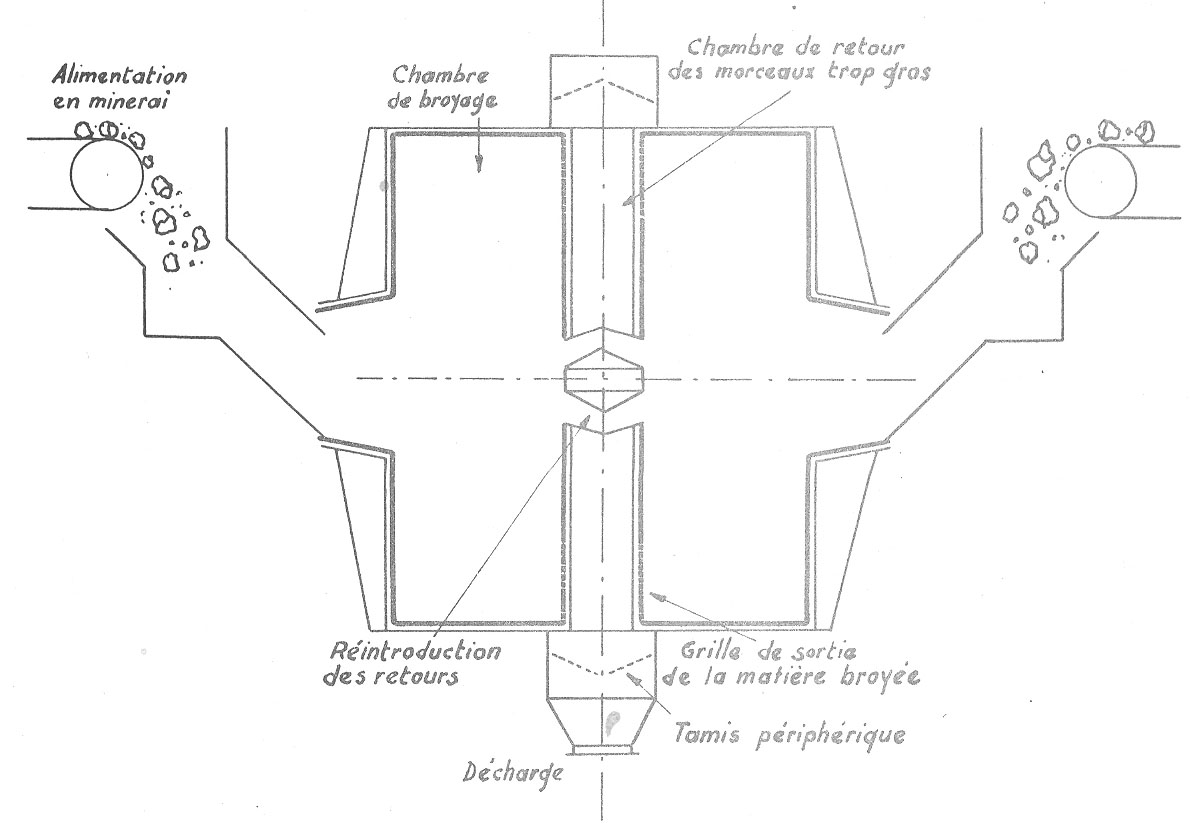 Alimentation
en minerai
Chambre
de broyage
Chambre de retour
des morceaux trop gros
Réintroduction
des retours
Grille de sortie
de la matière broyée
Tamis périphérique
Décharge